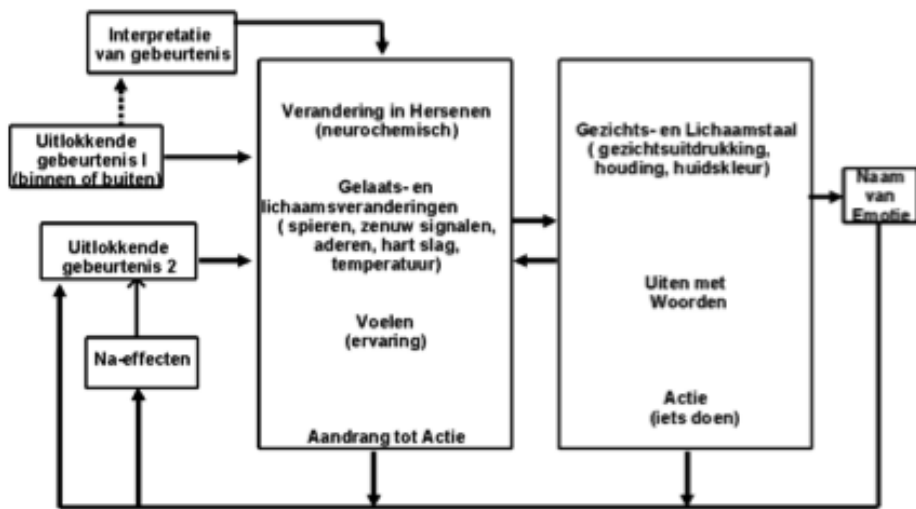 Interpretatie
van gebeurtenis
Uitlokkende
gebeurtenis I
(binnen of buiten)
Uitlokkende
gebeurtenis 2
Na-effecten
Verandering in Hersenen
(neurochemisch)
Gelaats- en
lichaamsveranderingen
( spieren, zenuw signalen,
aderen, hart slag,
temperatuur)
Voelen
(ervaring)
Aandrang tot Actie
Gezichts- en Lichaamstaal
( gezichtsuitdrukking,
houding, huidskleur)
Uiten met
Woorden
Actie
(iets doen)
Naam
van
Emotie